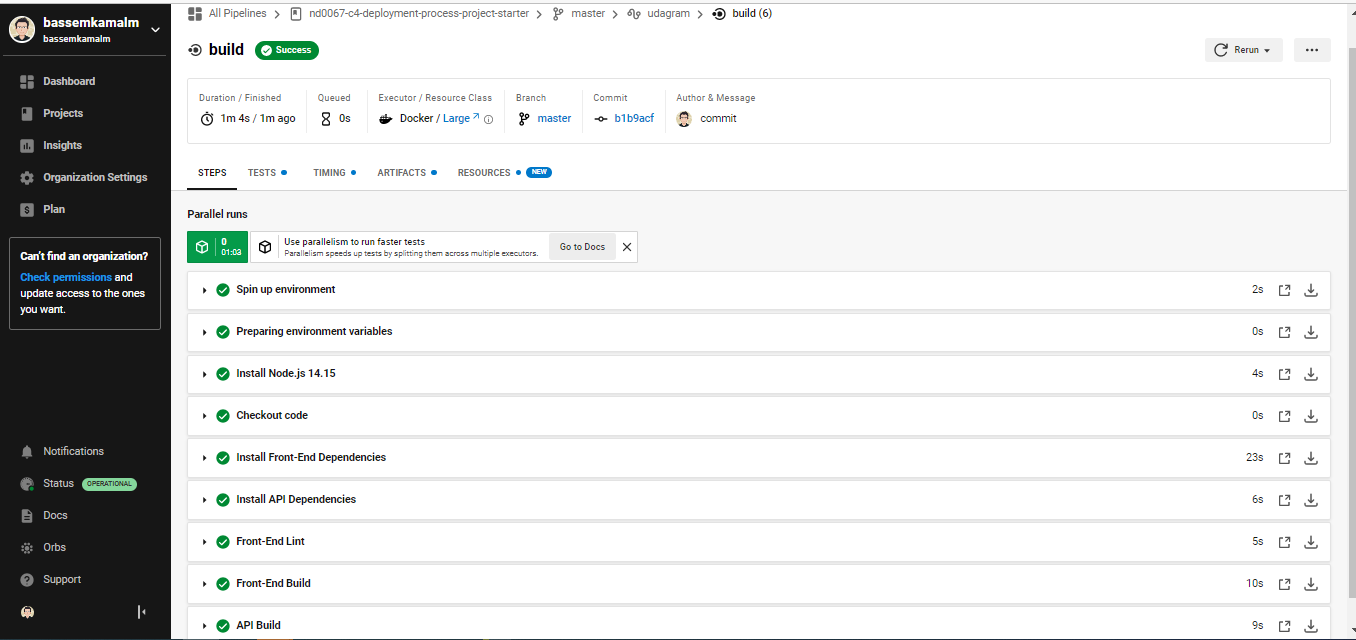 bassemkamalm
bassemkamalm
Dashboard
Projects
Insights
Organization Settings
Plan
Can't find an organization?
Check permissions and
update access to the ones
you want.
Notifications
Status OPERATIONAL
Docs
Orbs
Support
All Pipelines nd0067-c4-deployment-process-project-starter master udagram build (6)
build Success
Rerun
Duration / Finished Queued Executor / Resource Class Branch Commit Author & Message
1m 4s / 1m ago 0s Docker / Large master b1b9acf commit
STEPS TESTS TIMING ARTIFACTS RESOURCES NEW
Parallel runs
0
01:03
Use parallelism to run faster tests
Parallelism speeds up tests by splitting them across multiple executors.
Go to Docs
Spin up environment 2s
Preparing environment variables 0s
Install Node.js 14.15 4s
Checkout code 0s
Install Front-End Dependencies 23s
Install API Dependencies 6s
Front-End Lint 5s
Front-End Build 10s
API Build 9s